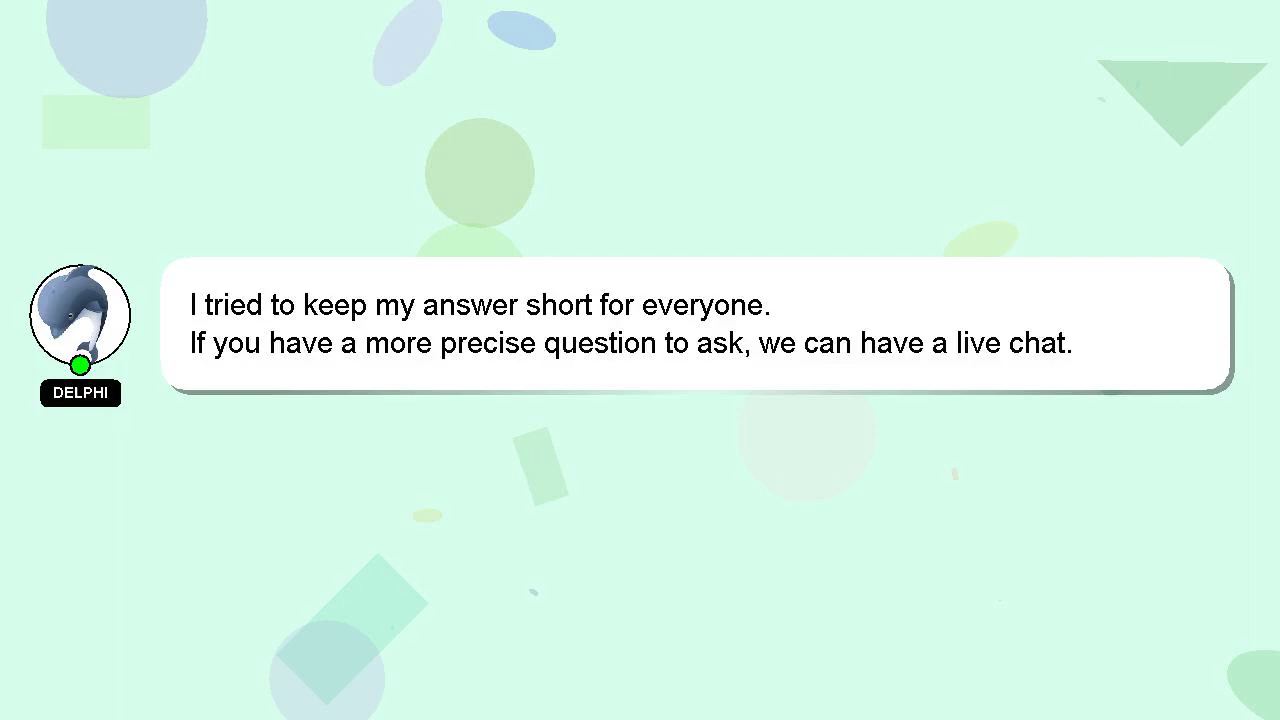 I tried to keep my answer short for everyone.
If you have a more precise question to ask, we can have a live chat.
DELPHI